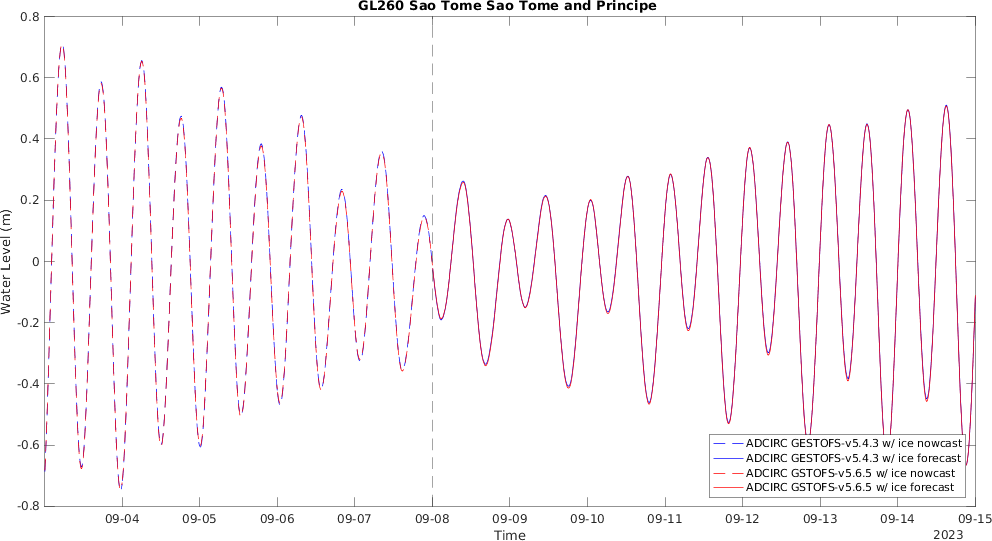 GL260 Sao Tome Sao Tome and Principe
Water Level (m)
0.8
0.6
0.4
0.2
0
-0.2
-0.4
-0.6
-0.8
ADCIRC GESTOFS-v5.4.3 w/ ice nowcast
ADCIRC GESTOFS-v5.4.3 w/ ice forecast
ADCIRC GSTOFS-v5.6.5 w/ ice nowcast
ADCIRC GSTOFS-v5.6.5 w/ ice forecast
09-04 09-05 09-06 09-07 09-08 09-09 09-10 09-11 09-12 09-13 09-14 09-15
Time
2023